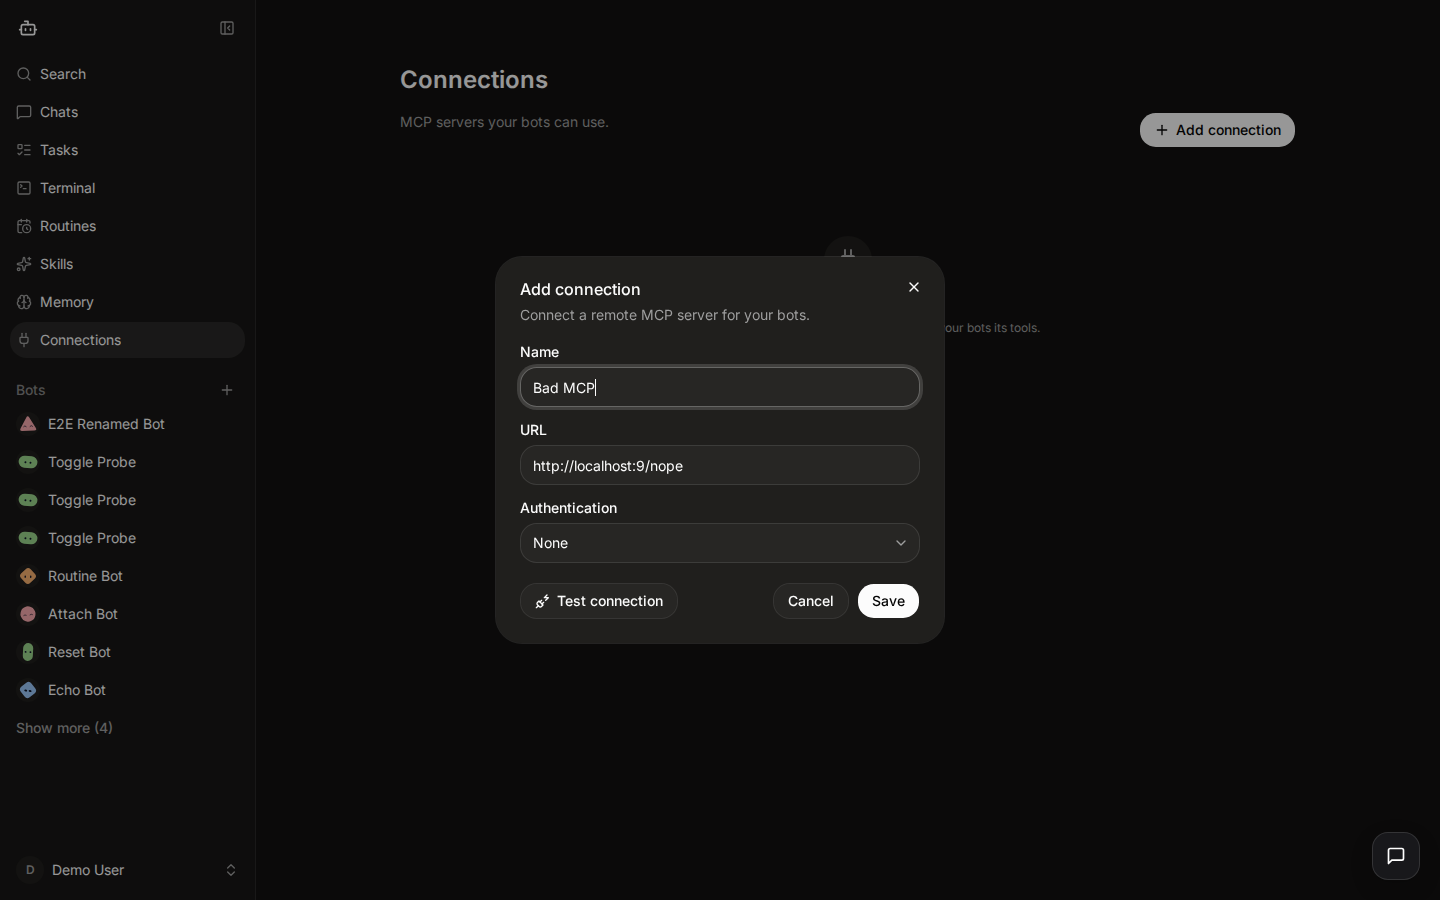 Search
Chats
Tasks
Terminal
Routines
Skills
Memory
Connections
Bots
E2E Renamed Bot
Toggle Probe
Toggle Probe
Toggle Probe
Routine Bot
Attach Bot
Reset Bot
Echo Bot
Show more (4)
D
Demo User
Connections
MCP servers your bots can use.
Add connection
our bots its tools.
Add connection
Connect a remote MCP server for your bots.
Name
Bad MCP
URL
http://localhost:9/nope
Authentication
None
Test connection
Cancel
Save